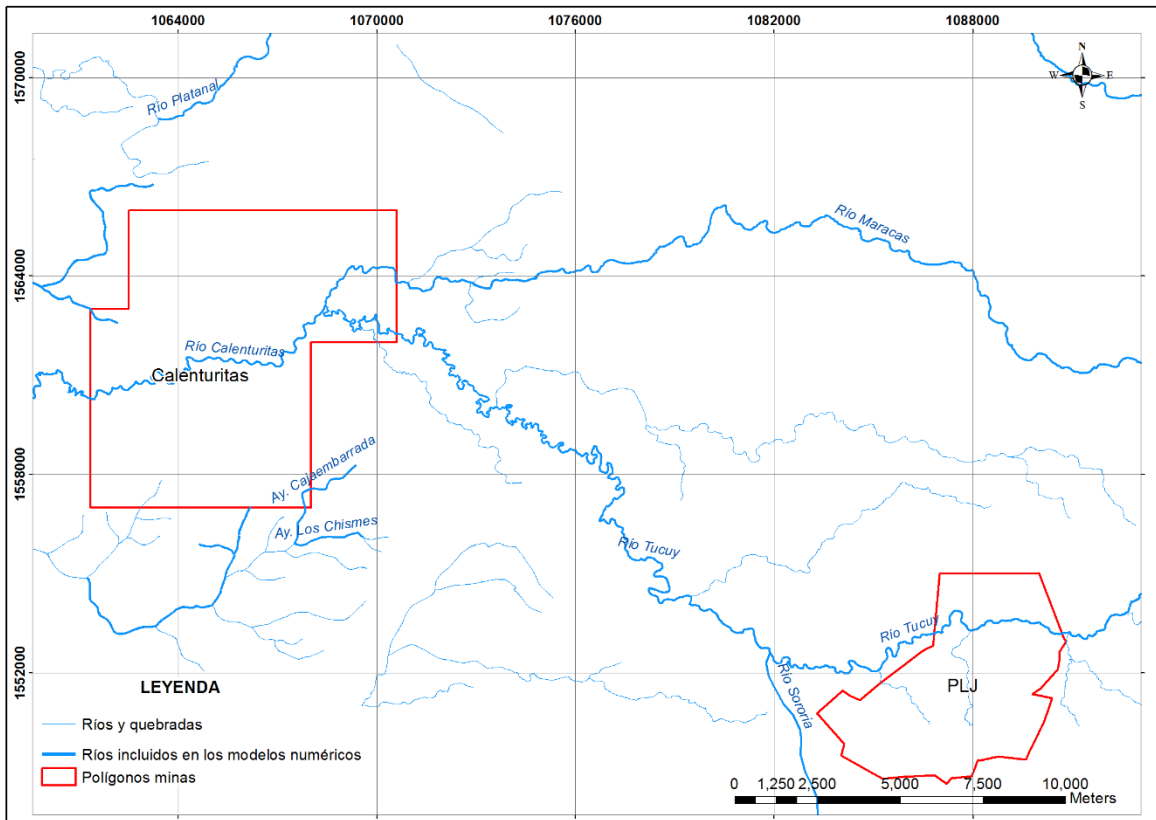 1064000 1070000 1076000 1082000 1088000
1570000
N
W E
S
Río Platanal
Río Maracas
1564000
Río Calenturitas
Calenturitas
Ay. Cajaembarrada
1558000
Ay. Los Chismes
Río Tucuy
Río Tucuy
1552000
Río Sororia
PLJ
LEYENDA
Ríos y quebradas
Ríos incluidos en los modelos numéricos
Polígonos minas
0 1,250 2,500 5,000 7,500 10,000
Meters